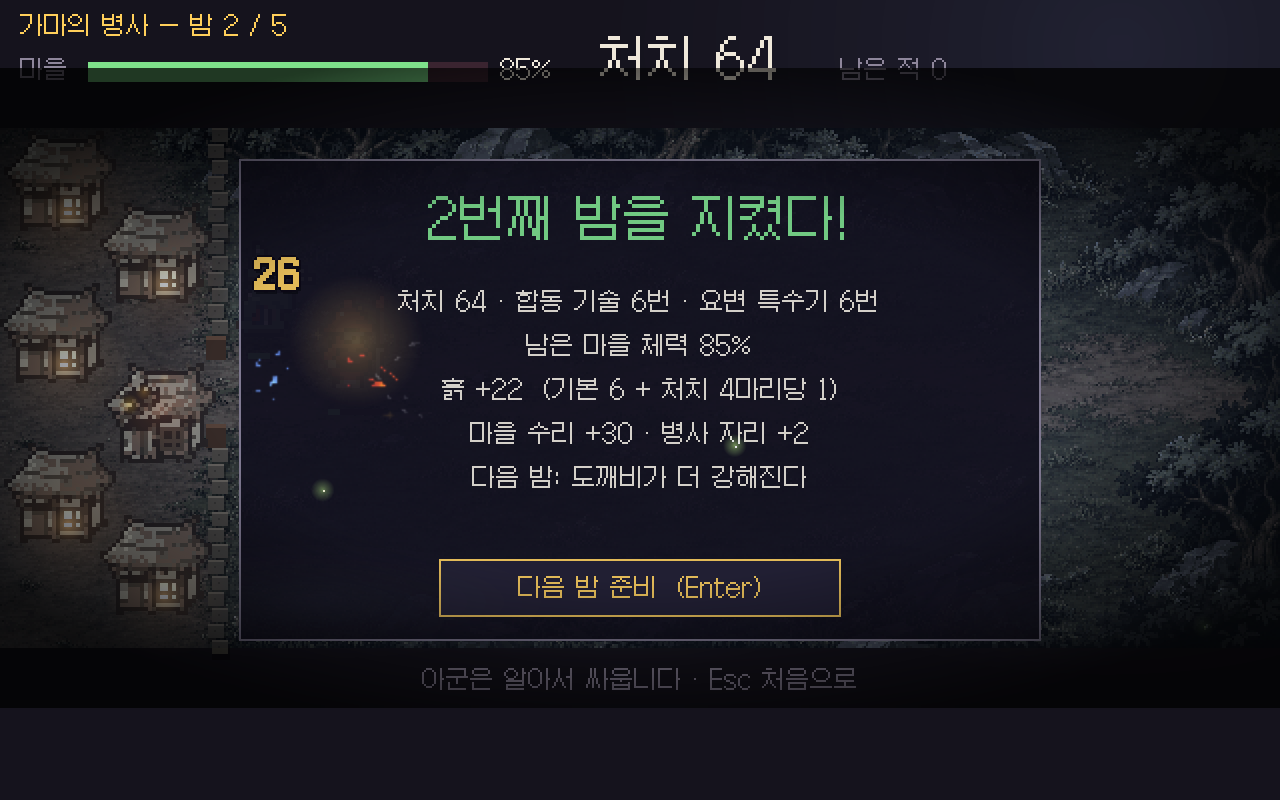 가마의 병사 — 밤 2 / 5
마을 85% 처치 64 남은 적 0
2번째 밤을 지켰다!
26
처치 64 · 합동 기술 6번 · 요변 특수기 6번
남은 마을 체력 85%
흙 +22 (기본 6 + 처치 4마리당 1)
마을 수리 +30 · 병사 자리 +2
다음 밤: 도깨비가 더 강해진다
다음 밤 준비 (Enter)
아군은 알아서 싸웁니다 · Esc 처음으로